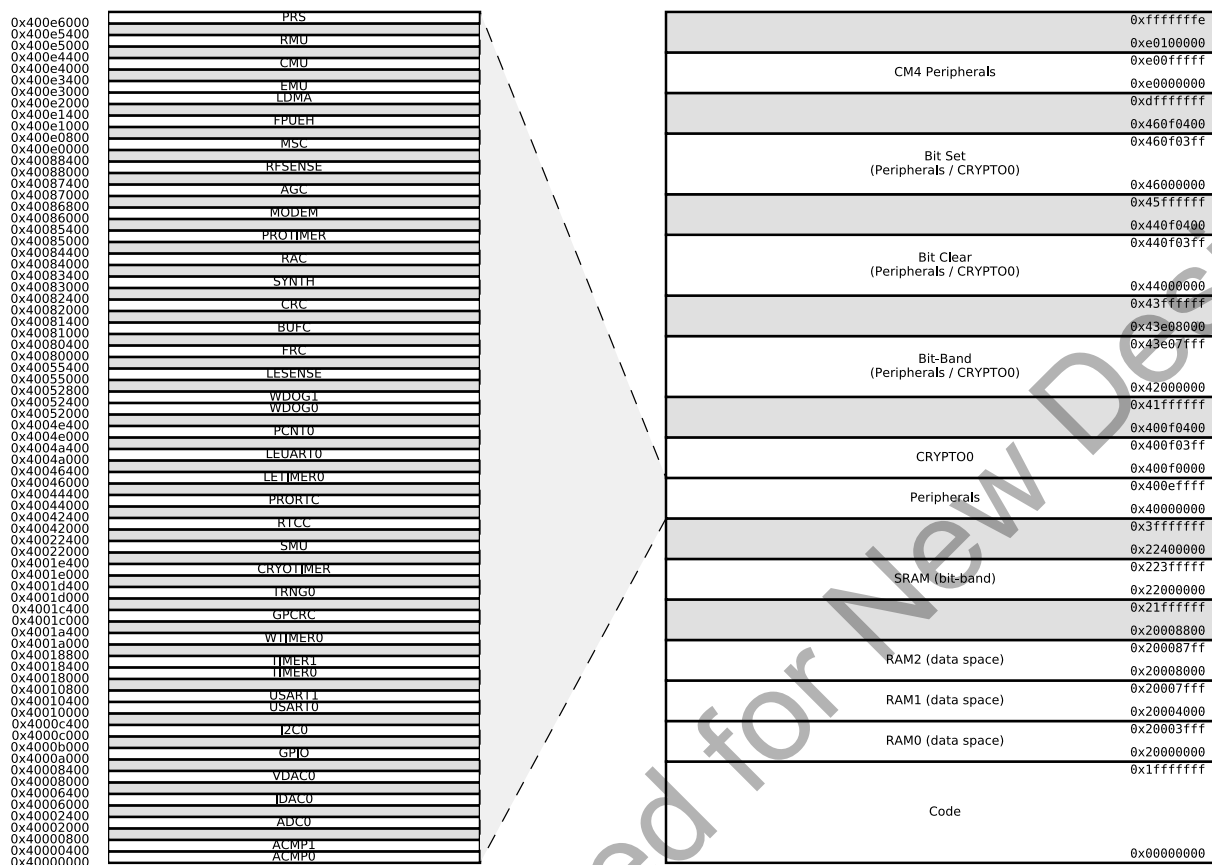 PRS
0x400e6000
0x400e5400
RMU
0x400e5000
0x400e4400
CMU
0x400e4000
0x400e3400
EMU
0x400e3000
LDMA
0x400e2000
0x400e1400
FPUEH
0x400e1000
0x400e0800
MSC
0x400e0000
0x40088400
RFSENSE
0x40088000
0x40087400
AGC
0x40087000
0x40086800
MODEM
0x40086000
0x40085400
PROTIMER
0x40085000
0x40084400
RAC
0x40084000
0x40083400
SYNTH
0x40083000
0x40082400
CRC
0x40082000
0x40081400
BUFC
0x40081000
0x40080400
FRC
0x40080000
0x40055400
LESENSE
0x40055000
0x40052800
WDOG1
0x40052400
WDOG0
0x40052000
0x4004e400
PCNT0
0x4004e000
0x4004a400
LEUART0
0x4004a000
0x40046400
LETIMER0
0x40046000
0x40044400
PRORTC
0x40044000
0x40042400
RTCC
0x40042000
0x40022400
SMU
0x40022000
0x4001e400
CRYOTIMER
0x4001e000
0x4001d400
TRNG0
0x4001d000
0x4001c400
GPCRC
0x4001c000
0x4001a400
WTIMER0
0x4001a000
0x40018800
TIMER1
0x40018400
TIMER0
0x40018000
0x40010800
USART1
0x40010400
USART0
0x40010000
0x4000c400
I2C0
0x4000c000
0x4000b000
GPIO
0x4000a000
0x40008400
VDAC0
0x40008000
0x40006400
IDAC0
0x40006000
0x40002400
ADC0
0x40002000
0x40000800
ACMP1
0x40000400
ACMP0
0x40000000
0xfffffffe
0xe0100000
0xe00fffff
CM4 Peripherals
0xe0000000
0xdfffffff
0x460f0400
0x460f03ff
Bit Set
(Peripherals / CRYPTO0)
0x46000000
0x45ffffff
0x440f0400
0x440f03ff
Bit Clear
(Peripherals / CRYPTO0)
0x44000000
0x43ffffff
0x43e08000
0x43e07fff
Bit-Band
(Peripherals / CRYPTO0)
0x42000000
0x41ffffff
0x400f0400
0x400f03ff
CRYPTO0
0x400f0000
0x400effff
Peripherals
0x40000000
0x3fffffff
0x22400000
0x223fffff
SRAM (bit-band)
0x22000000
0x21ffffff
0x20008800
0x200087ff
RAM2 (data space)
0x20008000
0x20007fff
RAM1 (data space)
0x20004000
0x20003fff
RAM0 (data space)
0x20000000
0x1fffffff
Code
0x00000000
ed for New Des